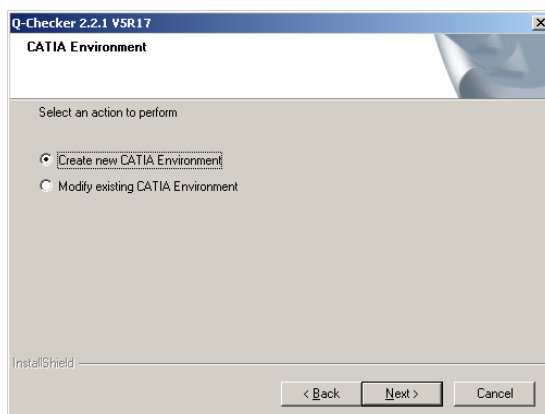 Q-Checker 2.2.1 V5R17
CATIA Environment
Select an action to perform
Create new CATIA Environment
Modify existing CATIA Environment
InstallShield
< Back
Next >
Cancel